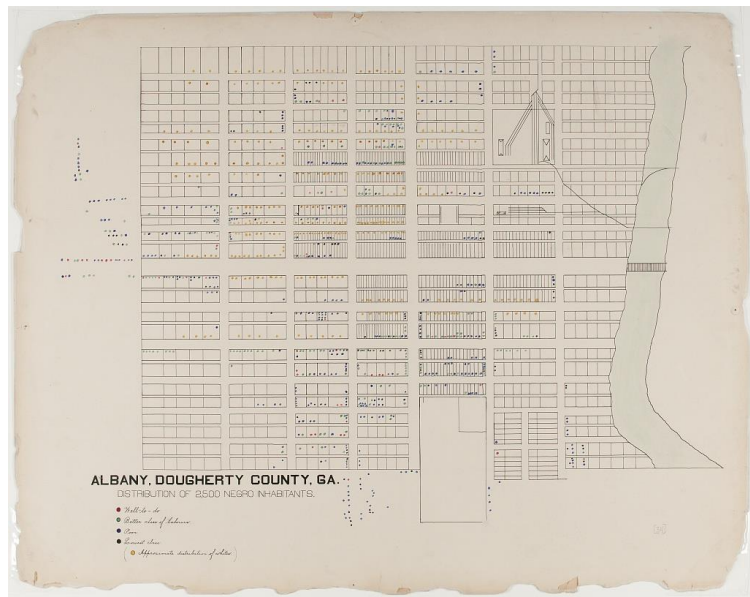 ALBANY, DOUGHERTY COUNTY, GA.
DISTRIBUTION OF 2,500 NEGRO INHABITANTS.
Well-to-do
Better class of laborers
Poor
Lowest class
( Approximate distribution of whites )